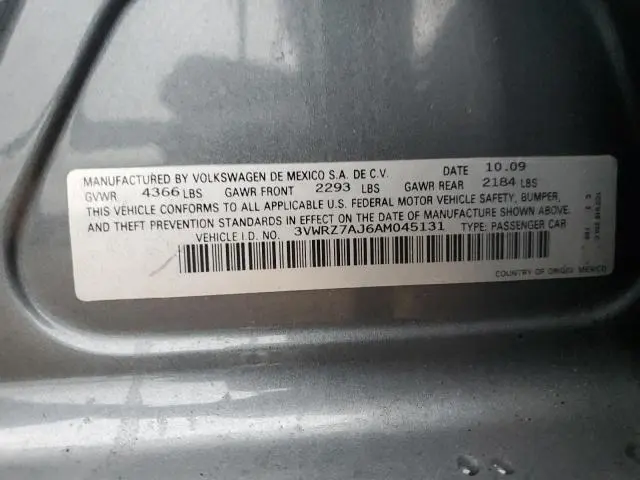 MANUFACTURED BY VOLKSWAGEN DE MEXICO S.A. DE C.V. DATE 10.09
GVWR 4366 LBS GAWR FRONT 2293 LBS GAWR REAR 2184 LBS
THIS VEHICLE CONFORMS TO ALL APPLICABLE U.S. FEDERAL MOTOR VEHICLE SAFETY, BUMPER,
AND THEFT PREVENTION STANDARDS IN EFFECT ON THE DATE OF MANUFACTURE SHOWN ABOVE.
VEHICLE I.D. NO. 3VWRZ7AJ6AM045131 TYPE: PASSENGER CAR
COUNTRY OF ORIGIN: MEXICO